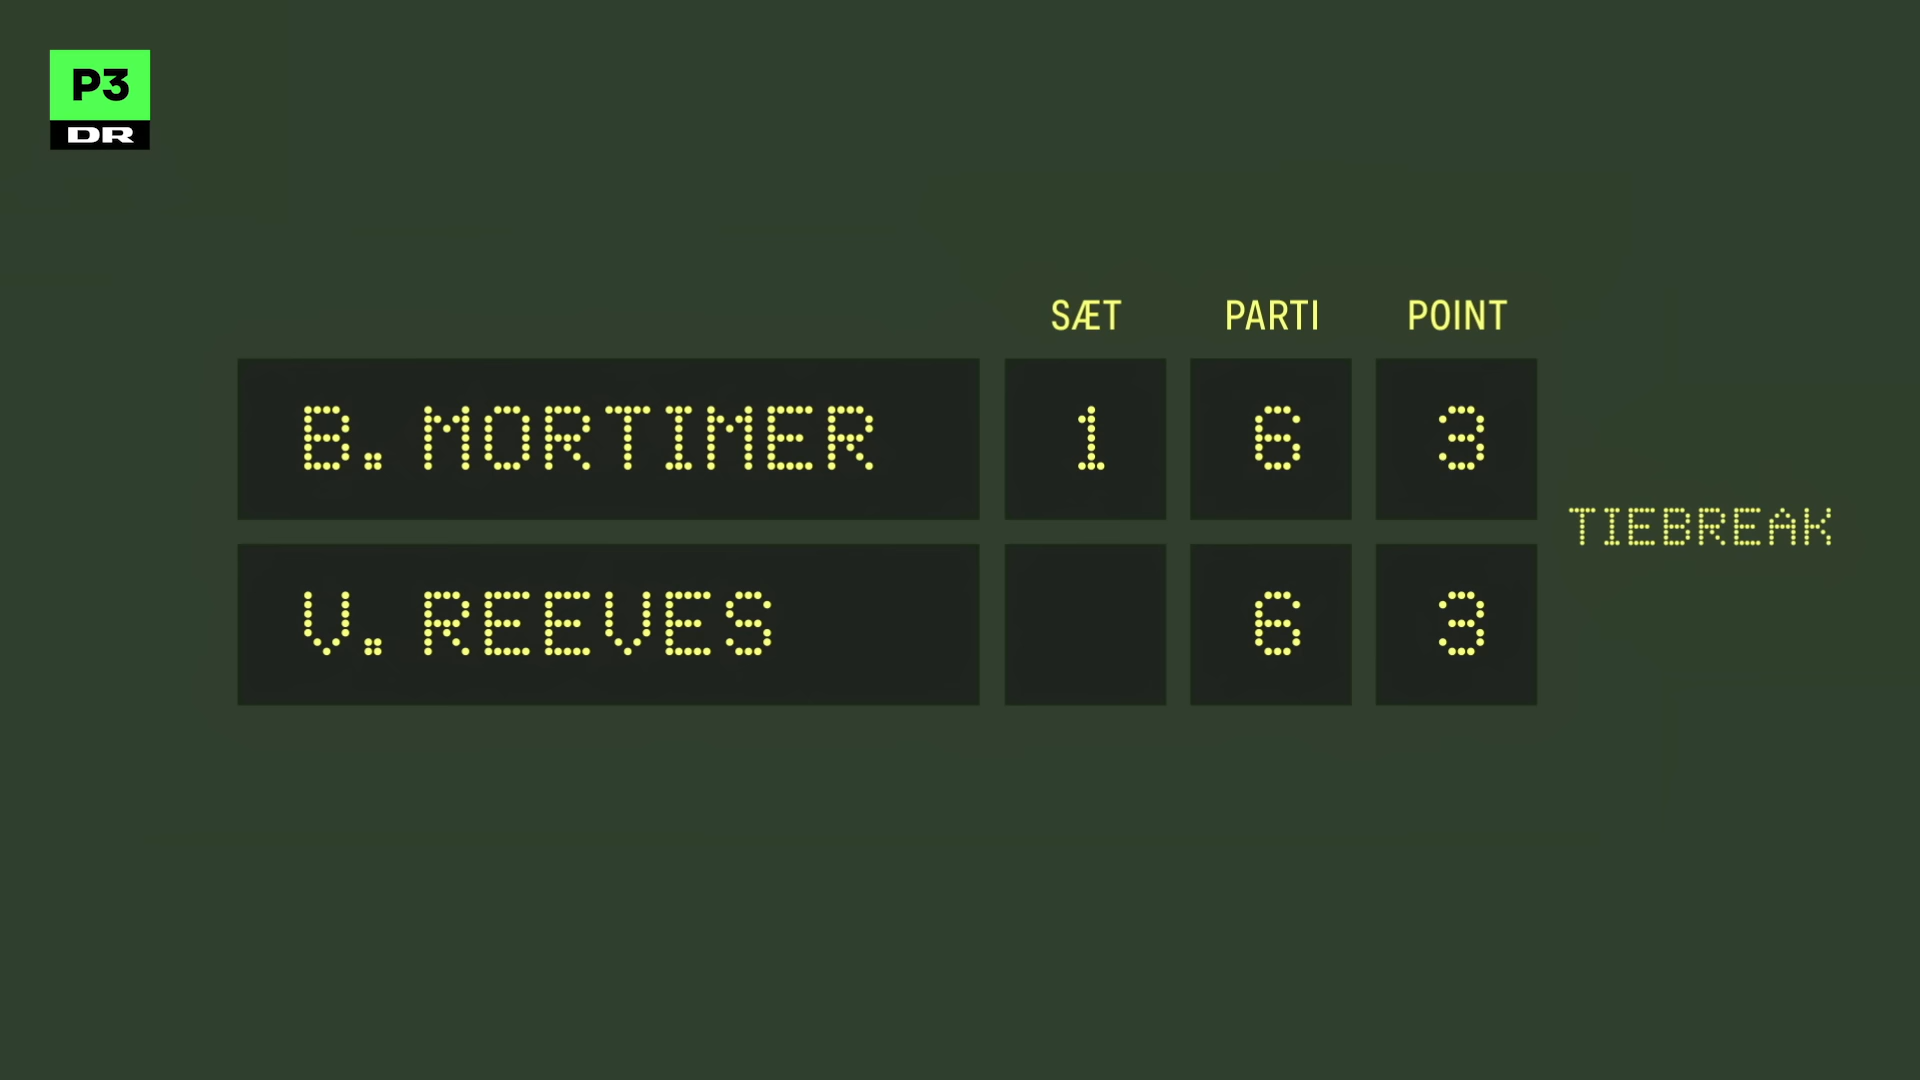 P3
DR
SÆT PARTI POINT
B. MORTIMER 1 6 3
TIEBREAK
V. REEVES 6 3